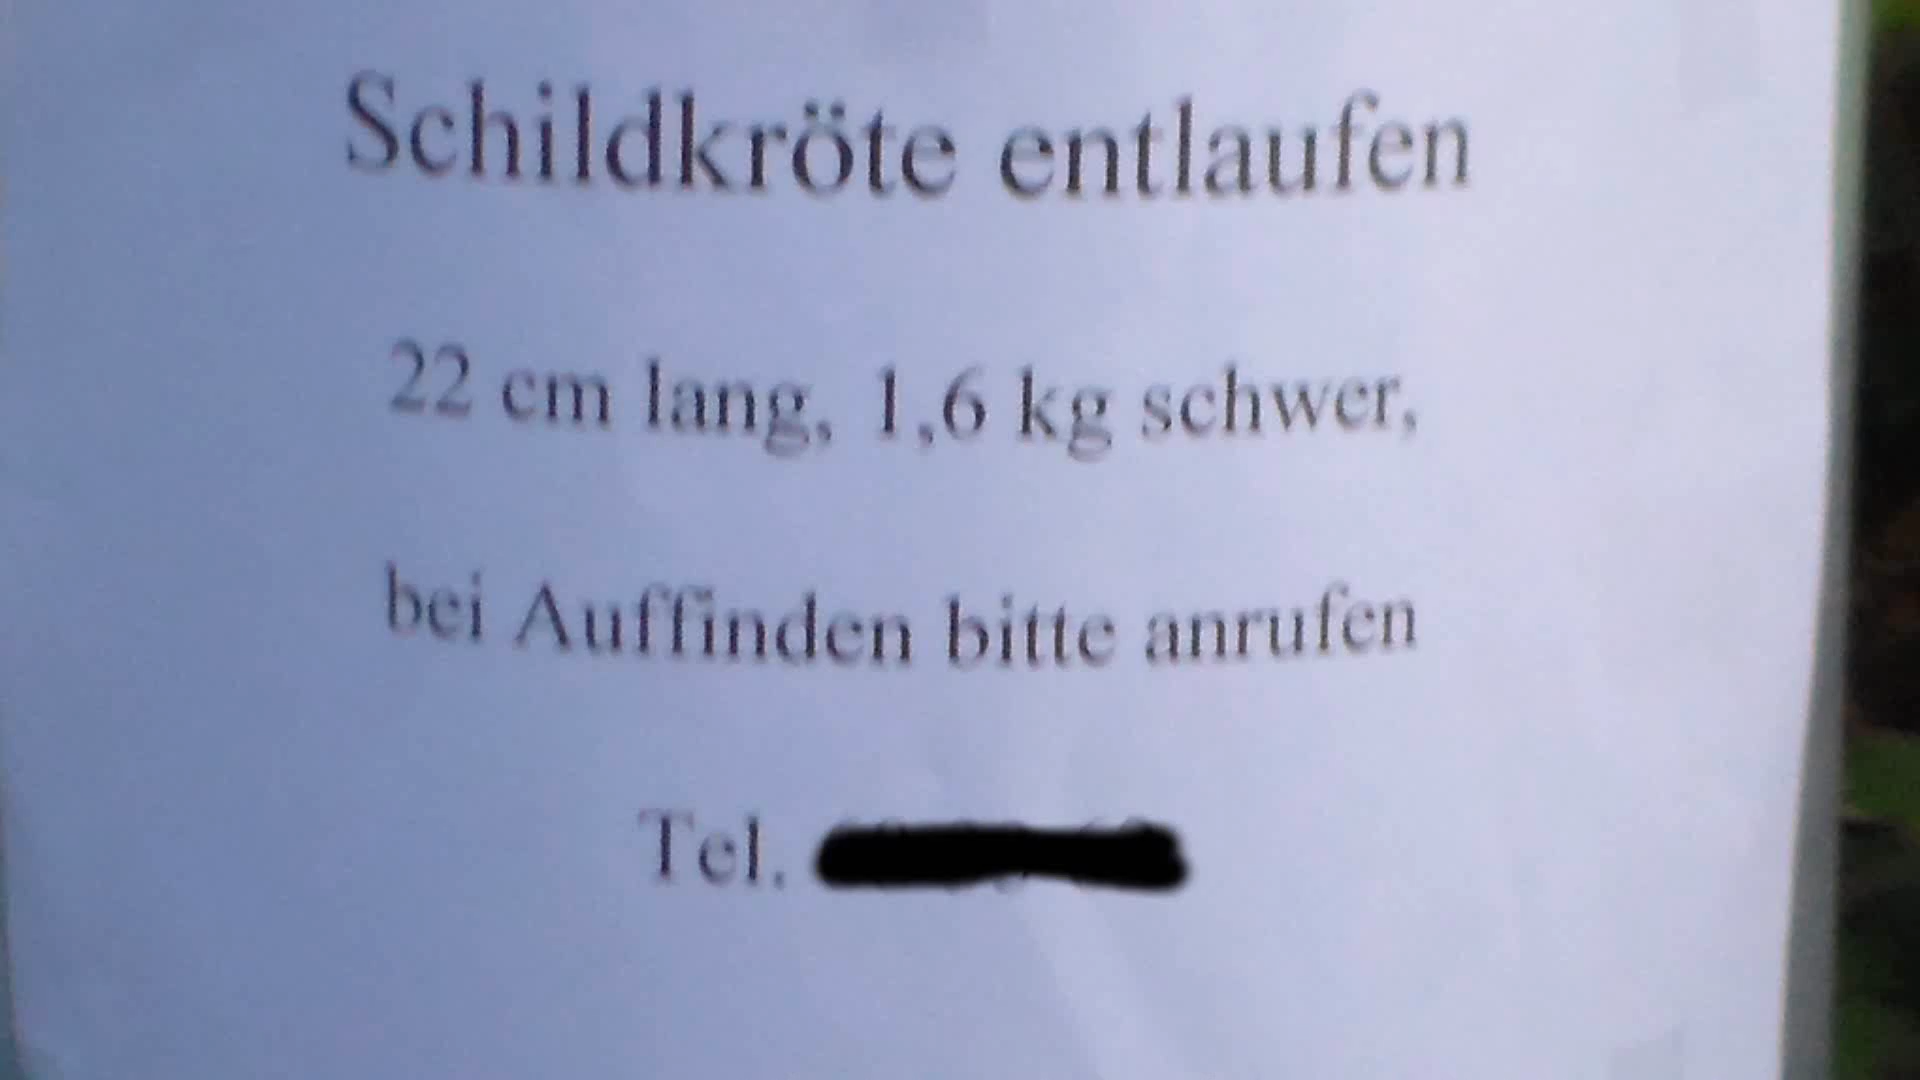 Schildkröte entlaufen
22 cm lang, 1,6 kg schwer,
bei Auffinden bitte anrufen
Tel.